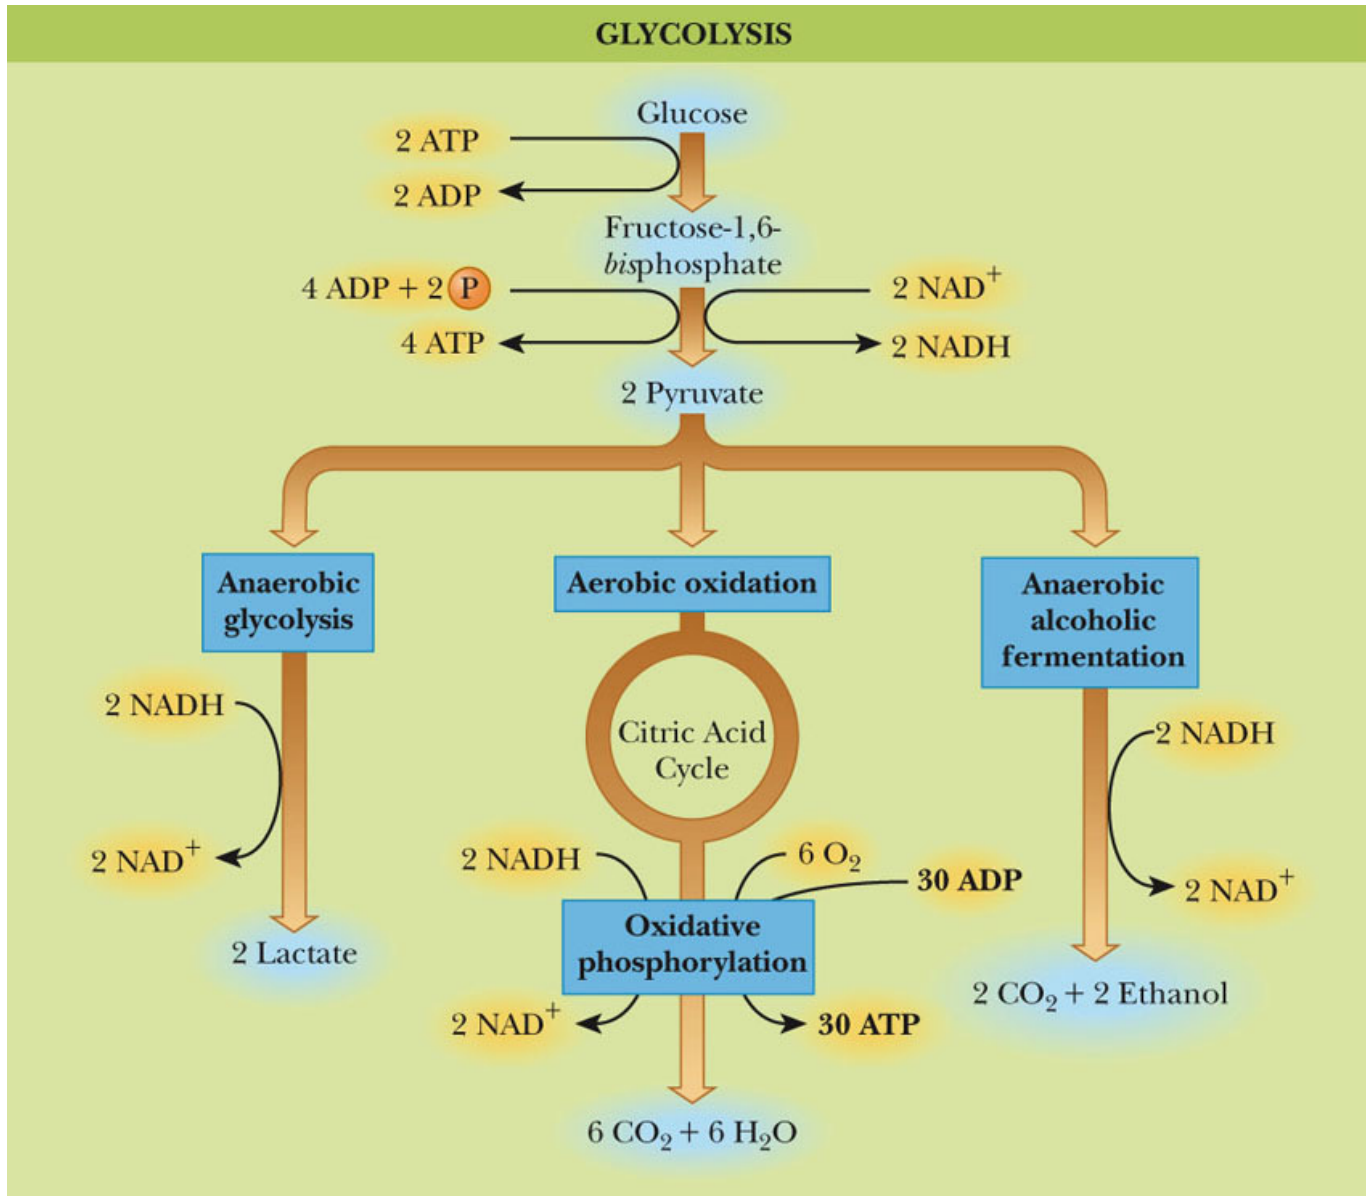 GLYCOLYSIS
Glucose
2 ATP
2 ADP
Fructose-1,6-
bisphosphate
4 ADP + 2 P
2 NAD⁺
4 ATP
2 NADH
2 Pyruvate
Anaerobic
glycolysis
Aerobic oxidation
Anaerobic
alcoholic
fermentation
2 NADH
2 NAD⁺
2 Lactate
Citric Acid
Cycle
2 NADH
6 O₂
30 ADP
Oxidative
phosphorylation
2 NAD⁺
30 ATP
6 CO₂ + 6 H₂O
2 NADH
2 NAD⁺
2 CO₂ + 2 Ethanol